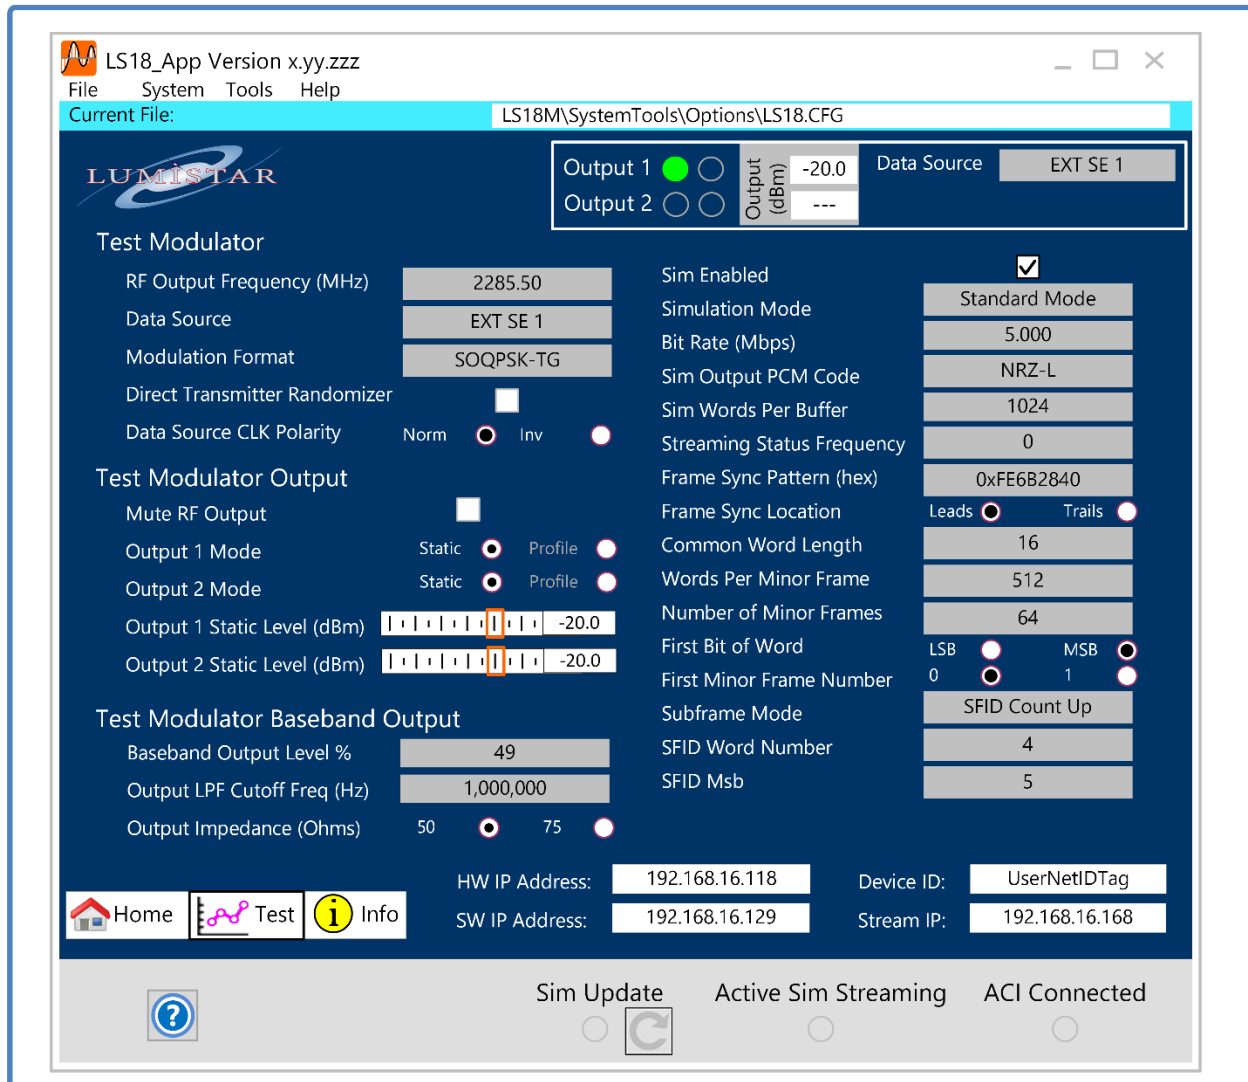 LS18_App Version x.yy.zzz
File System Tools Help
Current File: LS18M\SystemTools\Options\LS18.CFG
LUMISTAR
Output 1
Output 2
Output (dBm)
-20.0
---
Data Source EXT SE 1
Test Modulator
RF Output Frequency (MHz) 2285.50
Data Source EXT SE 1
Modulation Format SOQPSK-TG
Direct Transmitter Randomizer
Data Source CLK Polarity Norm Inv
Test Modulator Output
Mute RF Output
Output 1 Mode Static Profile
Output 2 Mode Static Profile
Output 1 Static Level (dBm) -20.0
Output 2 Static Level (dBm) -20.0
Test Modulator Baseband Output
Baseband Output Level % 49
Output LPF Cutoff Freq (Hz) 1,000,000
Output Impedance (Ohms) 50 75
Sim Enabled
Simulation Mode Standard Mode
Bit Rate (Mbps) 5.000
Sim Output PCM Code NRZ-L
Sim Words Per Buffer 1024
Streaming Status Frequency 0
Frame Sync Pattern (hex) 0xFE6B2840
Frame Sync Location Leads Trails
Common Word Length 16
Words Per Minor Frame 512
Number of Minor Frames 64
First Bit of Word LSB MSB
First Minor Frame Number 0 1
Subframe Mode SFID Count Up
SFID Word Number 4
SFID Msb 5
HW IP Address: 192.168.16.118 Device ID: UserNetIDTag
SW IP Address: 192.168.16.129 Stream IP: 192.168.16.168
Home Test i Info
?
Sim Update Active Sim Streaming ACI Connected